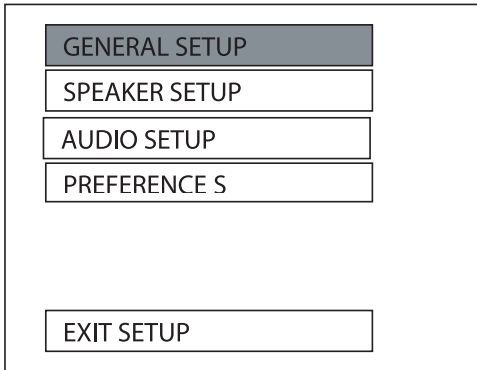 GENERAL SETUP
SPEAKER SETUP
AUDIO SETUP
PREFERENCE S
EXIT SETUP